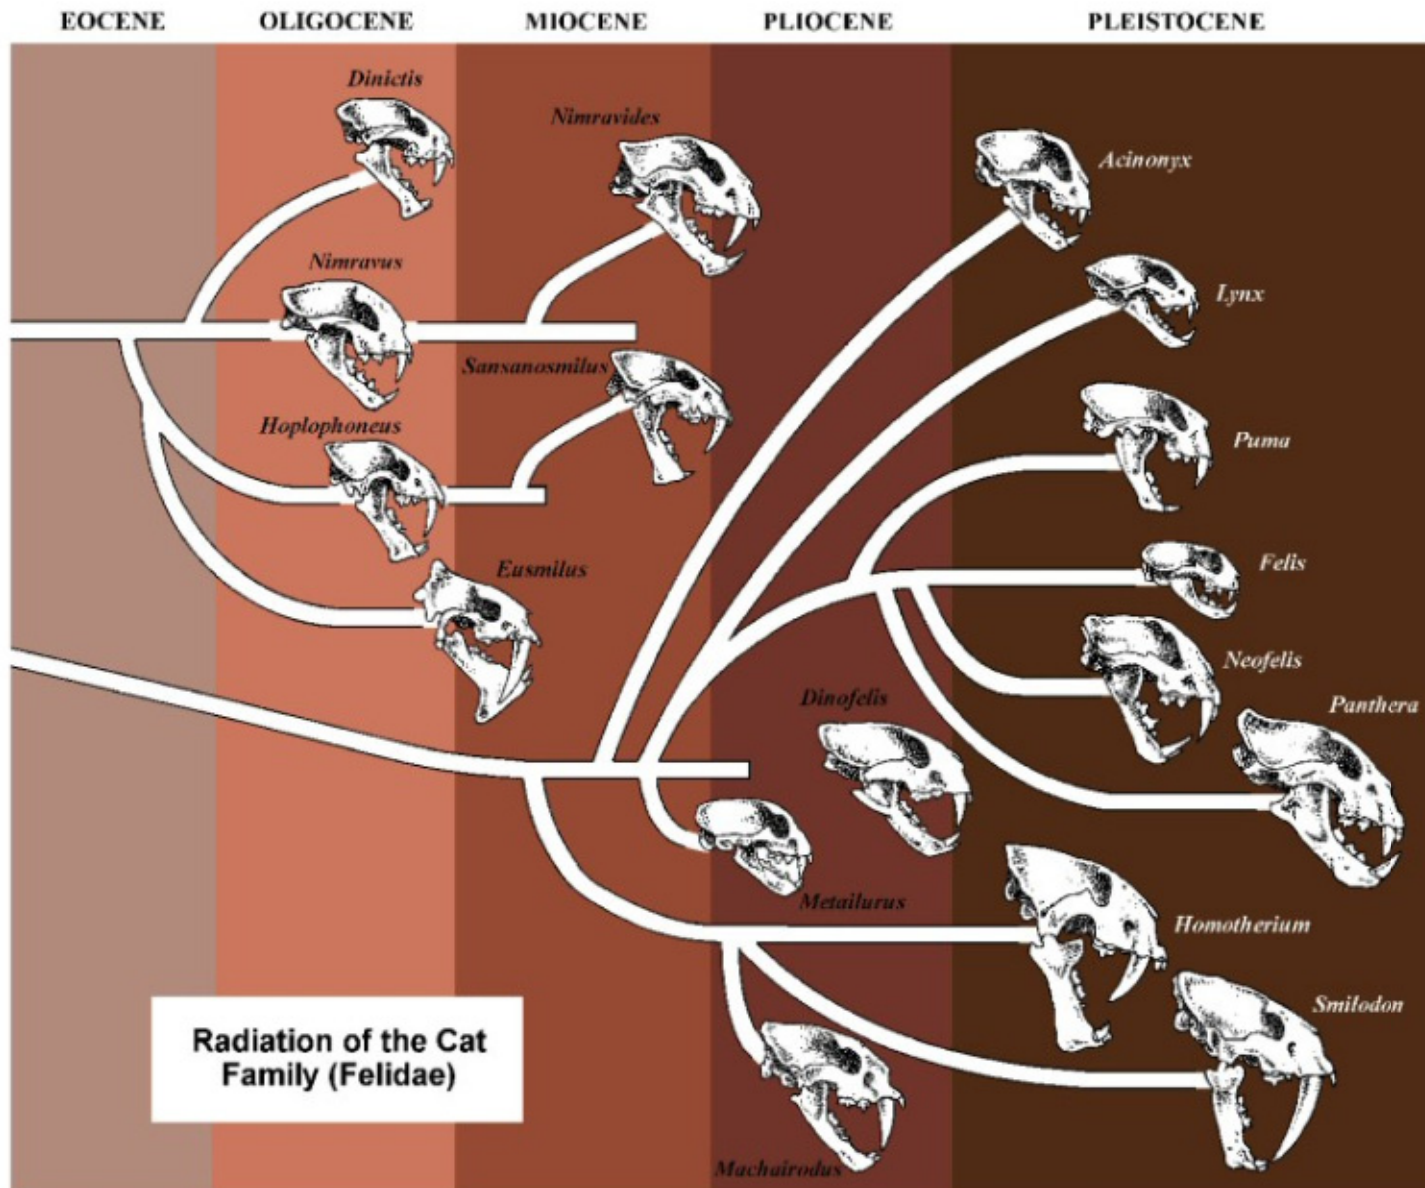 EOCENE OLIGOCENE MIOCENE PLIOCENE PLEISTOCENE
Dinictis
Nimravides
Acinonyx
Nimravus
Lynx
Sansanosmilus
Hoplophoneus
Puma
Eusmilus
Felis
Neofelis
Dinofelis
Panthera
Metailurus
Homotherium
Smilodon
Radiation of the Cat
Family (Felidae)
Machairodus